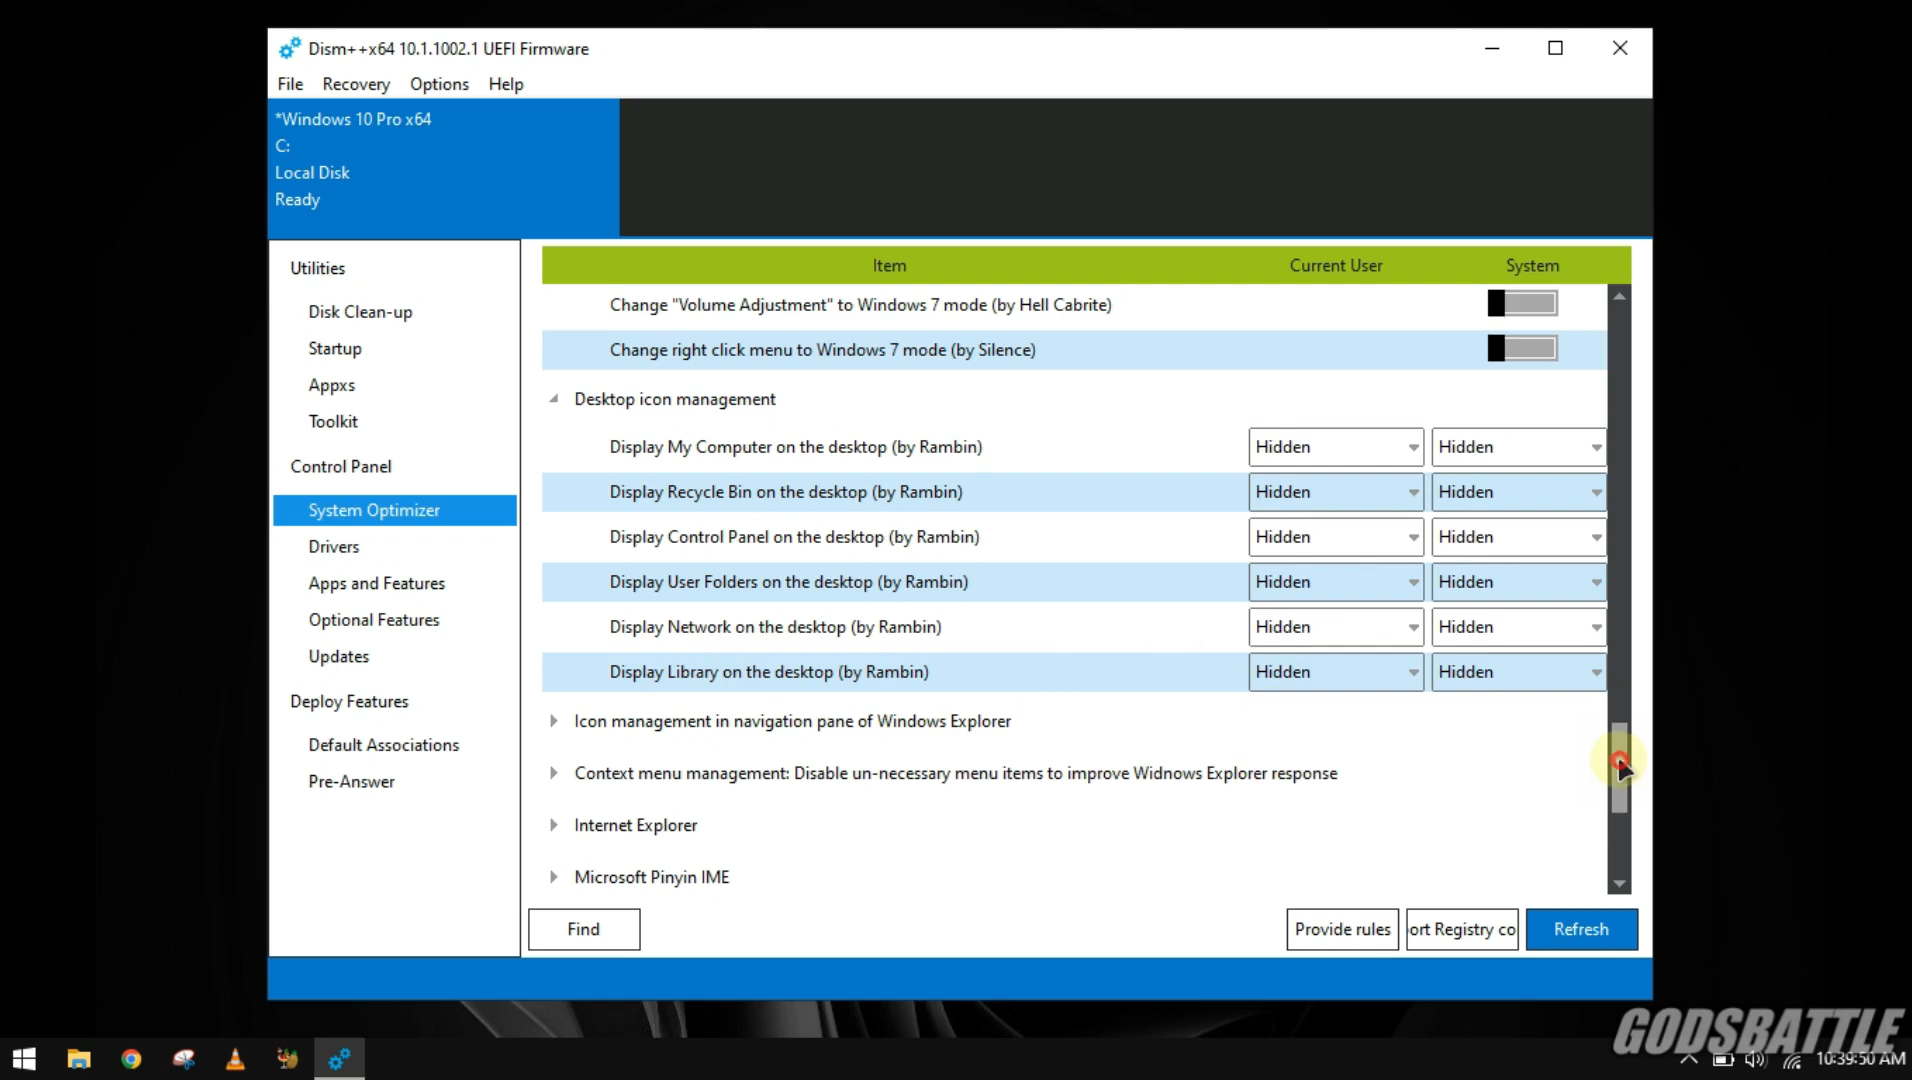 Dism++x64 10.1.1002.1 UEFI Firmware
File Recovery Options Help
*Windows 10 Pro x64
C:
Local Disk
Ready
Utilities
Disk Clean-up
Startup
Appxs
Toolkit
Control Panel
System Optimizer
Drivers
Apps and Features
Optional Features
Updates
Deploy Features
Default Associations
Pre-Answer
Item Current User System
Change "Volume Adjustment" to Windows 7 mode (by Hell Cabrite)
Change right click menu to Windows 7 mode (by Silence)
Desktop icon management
Display My Computer on the desktop (by Rambin) Hidden Hidden
Display Recycle Bin on the desktop (by Rambin) Hidden Hidden
Display Control Panel on the desktop (by Rambin) Hidden Hidden
Display User Folders on the desktop (by Rambin) Hidden Hidden
Display Network on the desktop (by Rambin) Hidden Hidden
Display Library on the desktop (by Rambin) Hidden Hidden
Icon management in navigation pane of Windows Explorer
Context menu management: Disable un-necessary menu items to improve Widnows Explorer response
Internet Explorer
Microsoft Pinyin IME
Find Provide rules ort Registry co Refresh
GODSBATTLE
10:39:50 AM